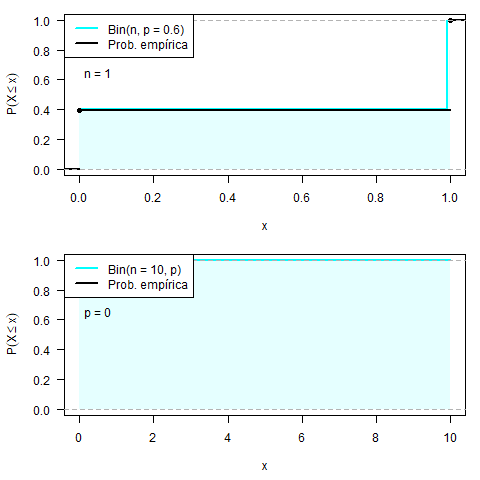 1.0
0.8
0.6
0.4
0.2
0.0
P(X ≤ x)
Bin(n, p = 0.6)
Prob. empírica
n = 1
0.0 0.2 0.4 0.6 0.8 1.0
x
1.0
0.8
0.6
0.4
0.2
0.0
P(X ≤ x)
Bin(n = 10, p)
Prob. empírica
p = 0
0 2 4 6 8 10
x